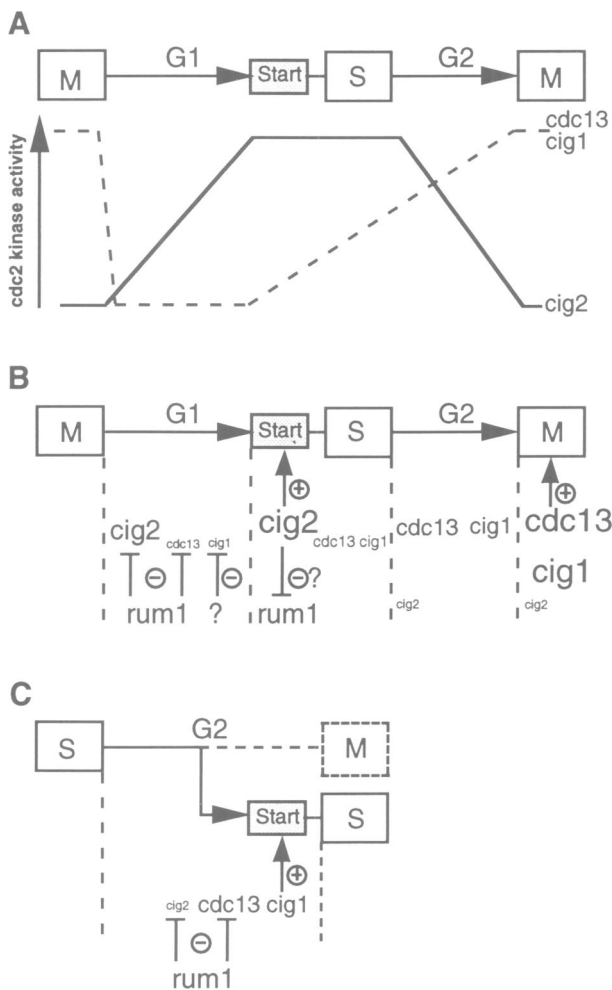 A
M G1 Start S G2 M
cdc13
cig1
cdc2 kinase activity
cig2
B
M G1 Start S G2 M
+ +
cig2 cig2 cdc13 cig1 cdc13 cig1 cdc13
cdc13 cig1
− − −? cig1
rum1 ? rum1 cig2 cig2
C
S G2 M
Start S
+
cig2 cdc13 cig1
−
rum1